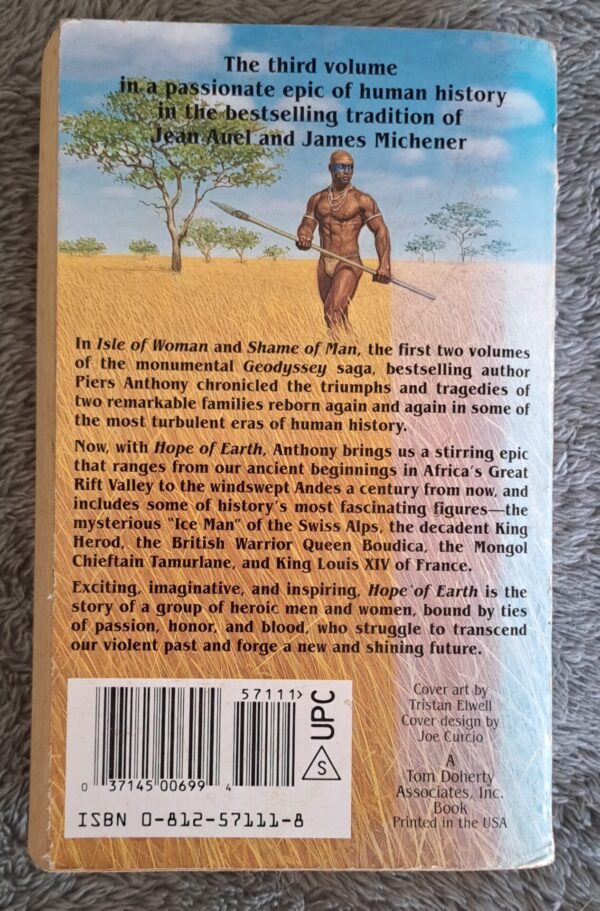 The third volume
in a passionate epic of human history
in the bestselling tradition of
Jean Auel and James Michener
In Isle of Woman and Shame of Man, the first two volumes
of the monumental Geodyssey saga, bestselling author
Piers Anthony chronicled the triumphs and tragedies of
two remarkable families reborn again and again in some of
the most turbulent eras of human history.
Now, with Hope of Earth, Anthony brings us a stirring epic
that ranges from our ancient beginnings in Africa's Great
Rift Valley to the windswept Andes a century from now, and
includes some of history's most fascinating figures—the
mysterious "Ice Man" of the Swiss Alps, the decadent King
Herod, the British Warrior Queen Boudica, the Mongol
Chieftain Tamurlane, and King Louis XIV of France.
Exciting, imaginative, and inspiring, Hope of Earth is the
story of a group of heroic men and women, bound by ties
of passion, honor, and blood, who struggle to transcend
our violent past and forge a new and shining future.
57111>
UPC
S
0 37145 00699 4
ISBN 0-812-57111-8
Cover art by
Tristan Elwell
Cover design by
Joe Curcio
A
Tom Doherty
Associates, Inc.
Book
Printed in the USA